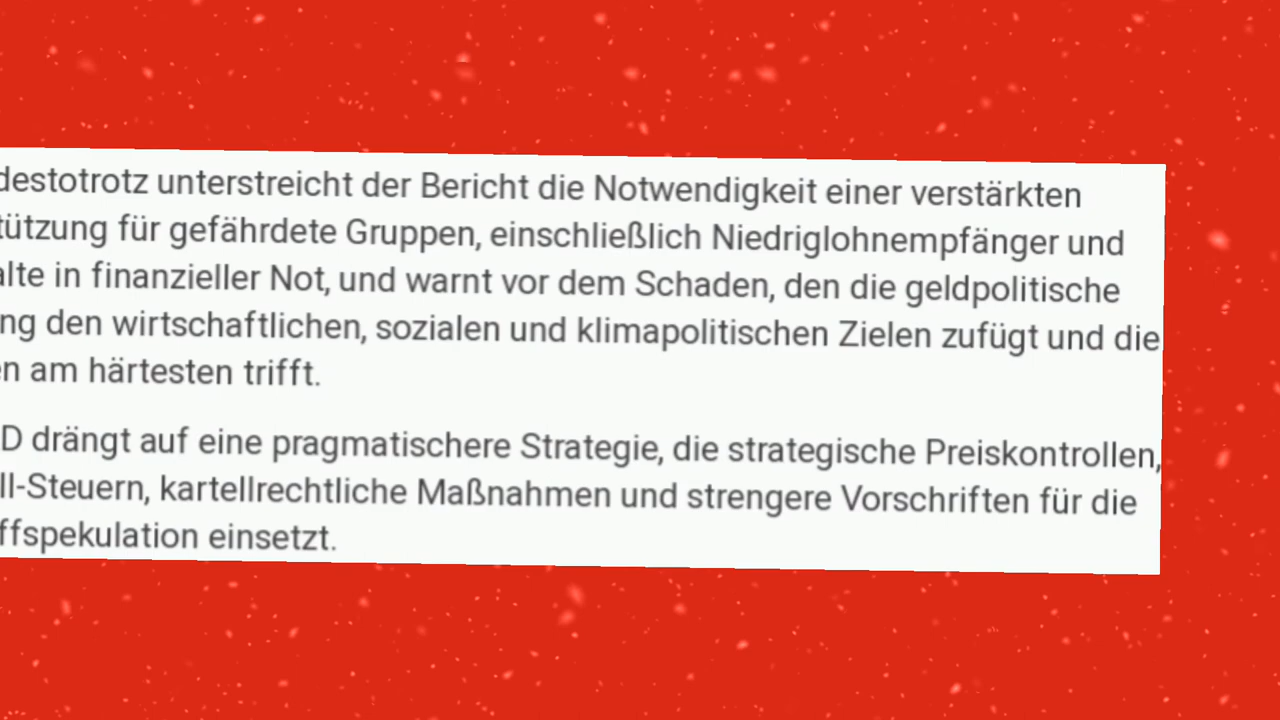 destotrotz unterstreicht der Bericht die Notwendigkeit einer verstärkten
tützung für gefährdete Gruppen, einschließlich Niedriglohnempfänger und
alte in finanzieller Not, und warnt vor dem Schaden, den die geldpolitische
ng den wirtschaftlichen, sozialen und klimapolitischen Zielen zufügt und die
en am härtesten trifft.
D drängt auf eine pragmatischere Strategie, die strategische Preiskontrollen,
ll-Steuern, kartellrechtliche Maßnahmen und strengere Vorschriften für die
ffspekulation einsetzt.